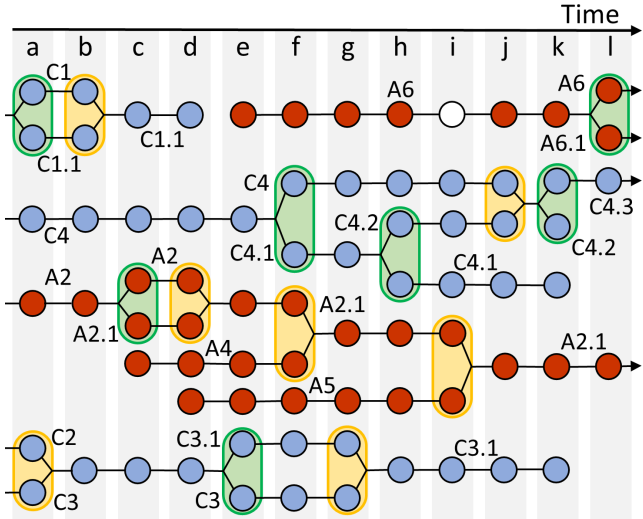 Time
a b c d e f g h i j k l
C1
A6
A6
C1.1
A6.1
C1.1
C4
C4.2
C4.3
C4
C4.1
C4.2
A2
A2
C4.1
A2.1
A2.1
A4
A2.1
A5
C2
C3.1
C3.1
C3
C3